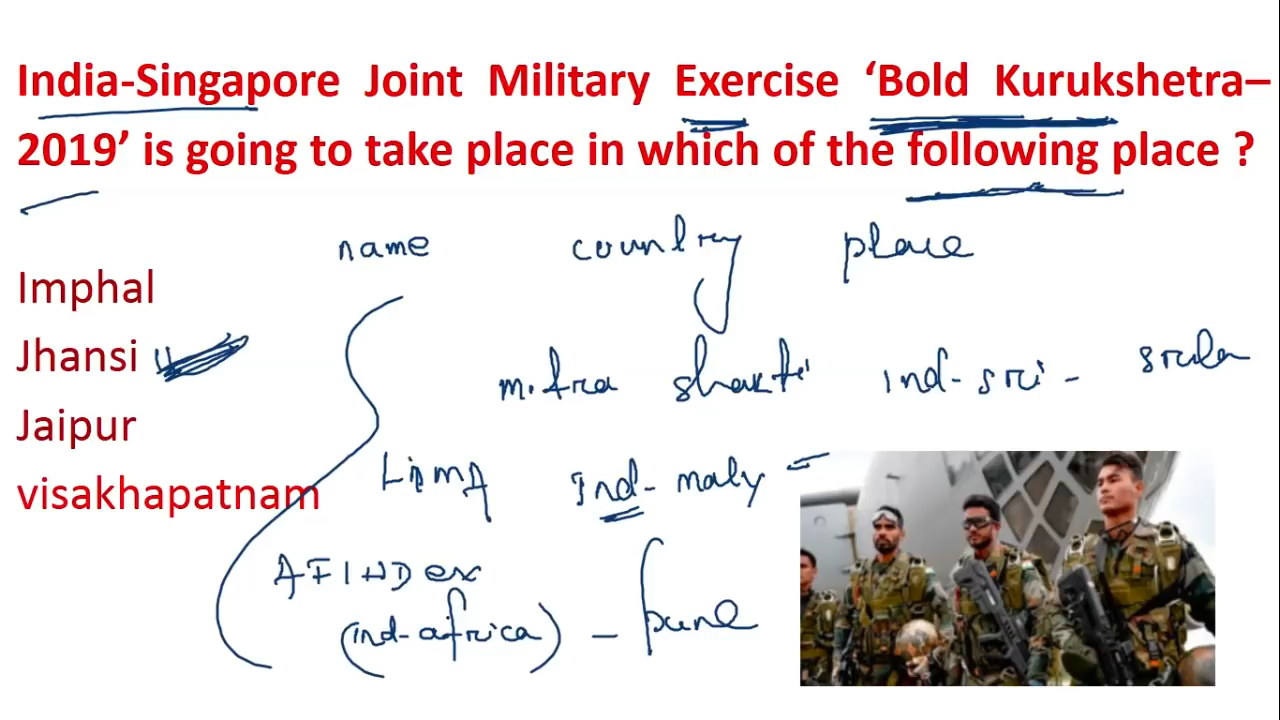 India-Singapore Joint Military Exercise ‘Bold Kurukshetra–
2019’ is going to take place in which of the following place ?
name country place
Imphal
Jhansi
mitra shakti ind-sri-
Jaipur
LIMA Ind-maly =
visakhapatnam
AFINDex
(ind-africa) - pune